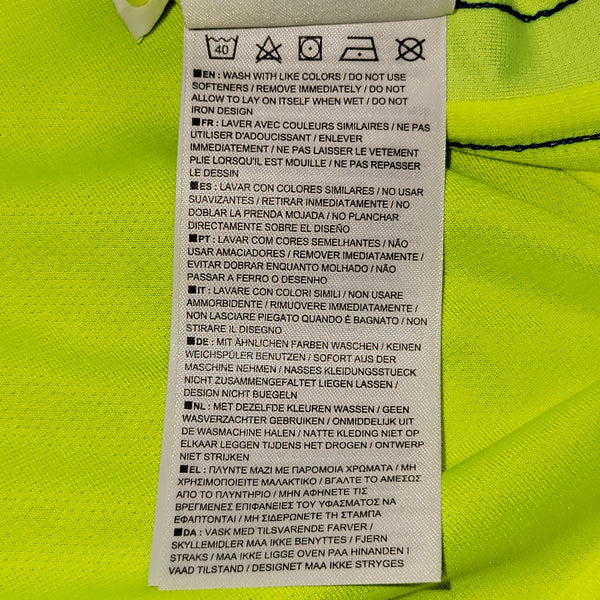 40
EN : WASH WITH LIKE COLORS / DO NOT USE
SOFTENERS / REMOVE IMMEDIATELY / DO NOT
ALLOW TO LAY ON ITSELF WHEN WET / DO NOT
IRON DESIGN
FR : LAVER AVEC COULEURS SIMILAIRES / NE PAS
UTILISER D'ADOUCISSANT / ENLEVER
IMMEDIATEMENT / NE PAS LAISSER LE VETEMENT
PLIE LORSQU'IL EST MOUILLE / NE PAS REPASSER
LE DESSIN
ES : LAVAR CON COLORES SIMILARES / NO USAR
SUAVIZANTES / RETIRAR INMEDIATAMENTE / NO
DOBLAR LA PRENDA MOJADA / NO PLANCHAR
DIRECTAMENTE SOBRE EL DISEÑO
PT : LAVAR COM CORES SEMELHANTES / NÃO
USAR AMACIADORES / REMOVER IMEDIATAMENTE /
EVITAR DOBRAR ENQUANTO MOLHADO / NÃO
PASSAR A FERRO O DESENHO
IT : LAVARE CON COLORI SIMILI / NON USARE
AMMORBIDENTE / RIMUOVERE IMMEDIATAMENTE /
NON LASCIARE PIEGATO QUANDO È BAGNATO / NON
STIRARE IL DISEGNO
DE : MIT ÄHNLICHEN FARBEN WASCHEN / KEINEN
WEICHSPÜLER BENUTZEN / SOFORT AUS DER
MASCHINE NEHMEN / NASSES KLEIDUNGSSTUECK
NICHT ZUSAMMENGEFALTET LIEGEN LASSEN /
DESIGN NICHT BUEGELN
NL : MET DEZELFDE KLEUREN WASSEN / GEEN
WASVERZACHTER GEBRUIKEN / ONMIDDELIJK UIT
DE WASMACHINE HALEN / NATTE KLEDING NIET OP
ELKAAR LEGGEN TIJDENS HET DROGEN / ONTWERP
NIET STRIJKEN
EL : ΠΛΥΝΤΕ ΜΑΖΙ ΜΕ ΠΑΡΟΜΟΙΑ ΧΡΩΜΑΤΑ / ΜΗ
ΧΡΗΣΙΜΟΠΟΙΕΙΤΕ ΜΑΛΑΚΤΙΚΟ / ΒΓΑΛΤΕ ΤΟ ΑΜΕΣΩΣ
ΑΠΟ ΤΟ ΠΛΥΝΤΗΡΙΟ / ΜΗΝ ΑΦΗΝΕΤΕ ΤΙΣ
ΒΡΕΓΜΕΝΕΣ ΕΠΙΦΑΝΕΙΕΣ ΤΟΥ ΥΦΑΣΜΑΤΟΣ ΝΑ
ΕΦΑΠΤΟΝΤΑΙ / ΜΗ ΣΙΔΕΡΩΝΕΤΕ ΤΗ ΣΤΑΜΠΑ
DA : VASK MED TILSVARENDE FARVER /
SKYLLEMIDLER MAA IKKE BENYTTES / FJERN
STRAKS / MAA IKKE LIGGE OVEN PAA HINANDEN I
VAAD TILSTAND / DESIGNET MAA IKKE STRYGES